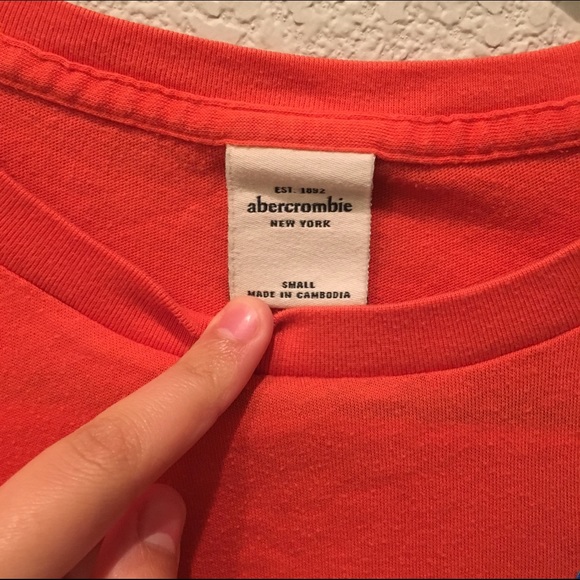 EST. 1892
abercrombie
NEW YORK
SMALL
MADE IN CAMBODIA